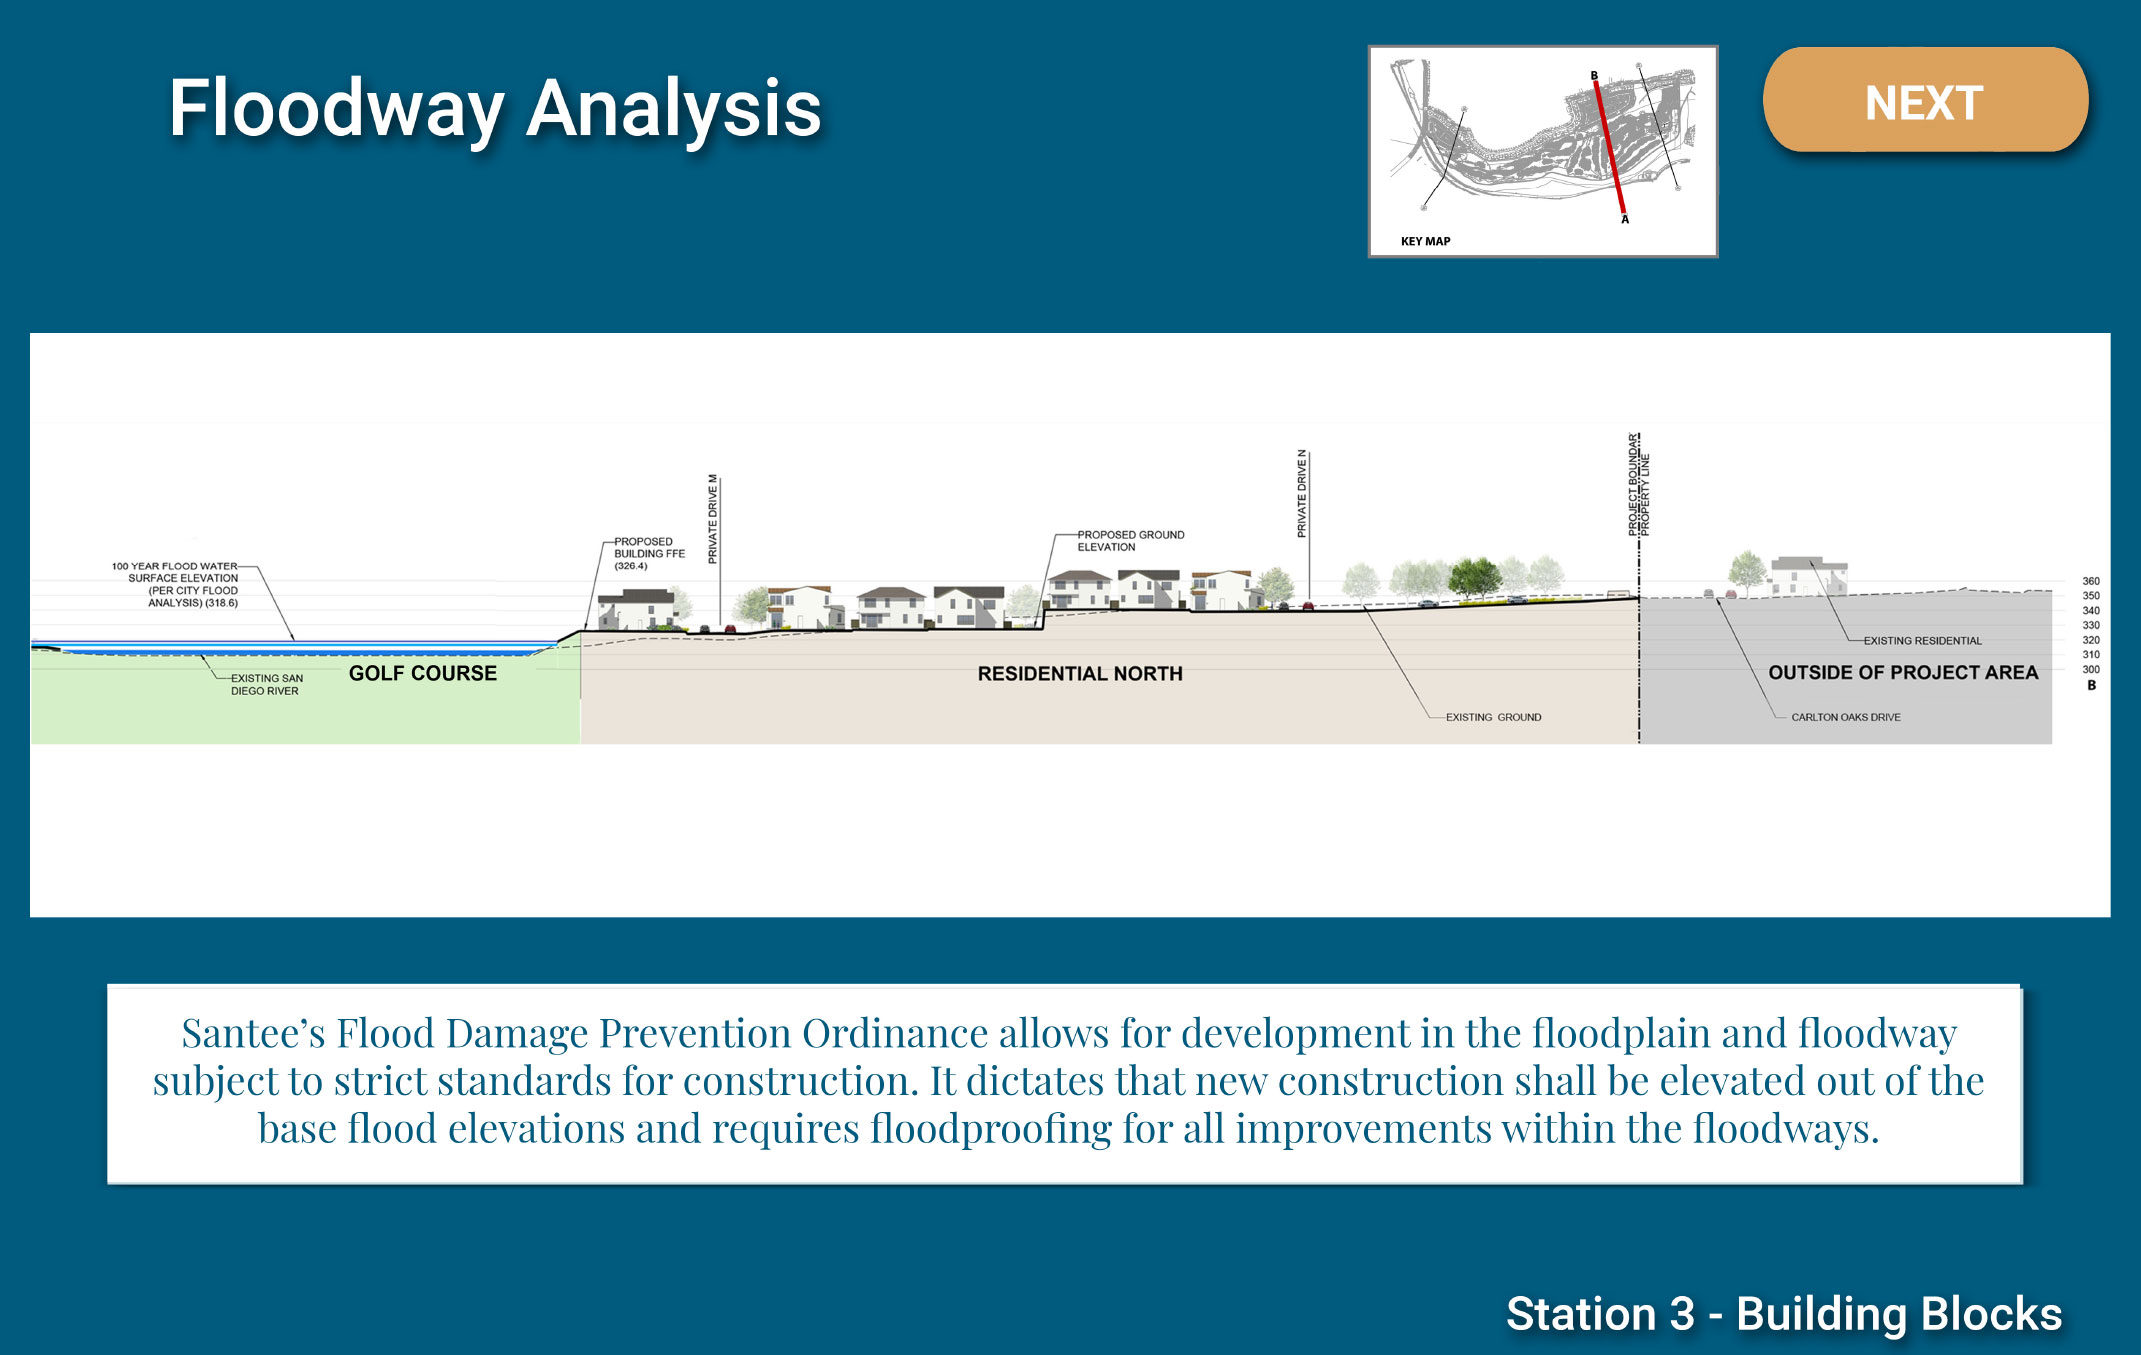 Floodway Analysis
B
A
KEY MAP
NEXT
PROJECT BOUNDAR
PROPERTY LINE
PRIVATE DRIVE M
PRIVATE DRIVE N
100 YEAR FLOOD WATER
SURFACE ELEVATION
(PER CITY FLOOD
ANALYSIS) (318.6)
PROPOSED
BUILDING FFE
(326.4)
PROPOSED GROUND
ELEVATION
360
350
340
330
320
310
300
B
EXISTING SAN
DIEGO RIVER
GOLF COURSE
RESIDENTIAL NORTH
EXISTING GROUND
EXISTING RESIDENTIAL
OUTSIDE OF PROJECT AREA
CARLTON OAKS DRIVE
Santee’s Flood Damage Prevention Ordinance allows for development in the floodplain and floodway
subject to strict standards for construction. It dictates that new construction shall be elevated out of the
base flood elevations and requires floodproofing for all improvements within the floodways.
Station 3 - Building Blocks